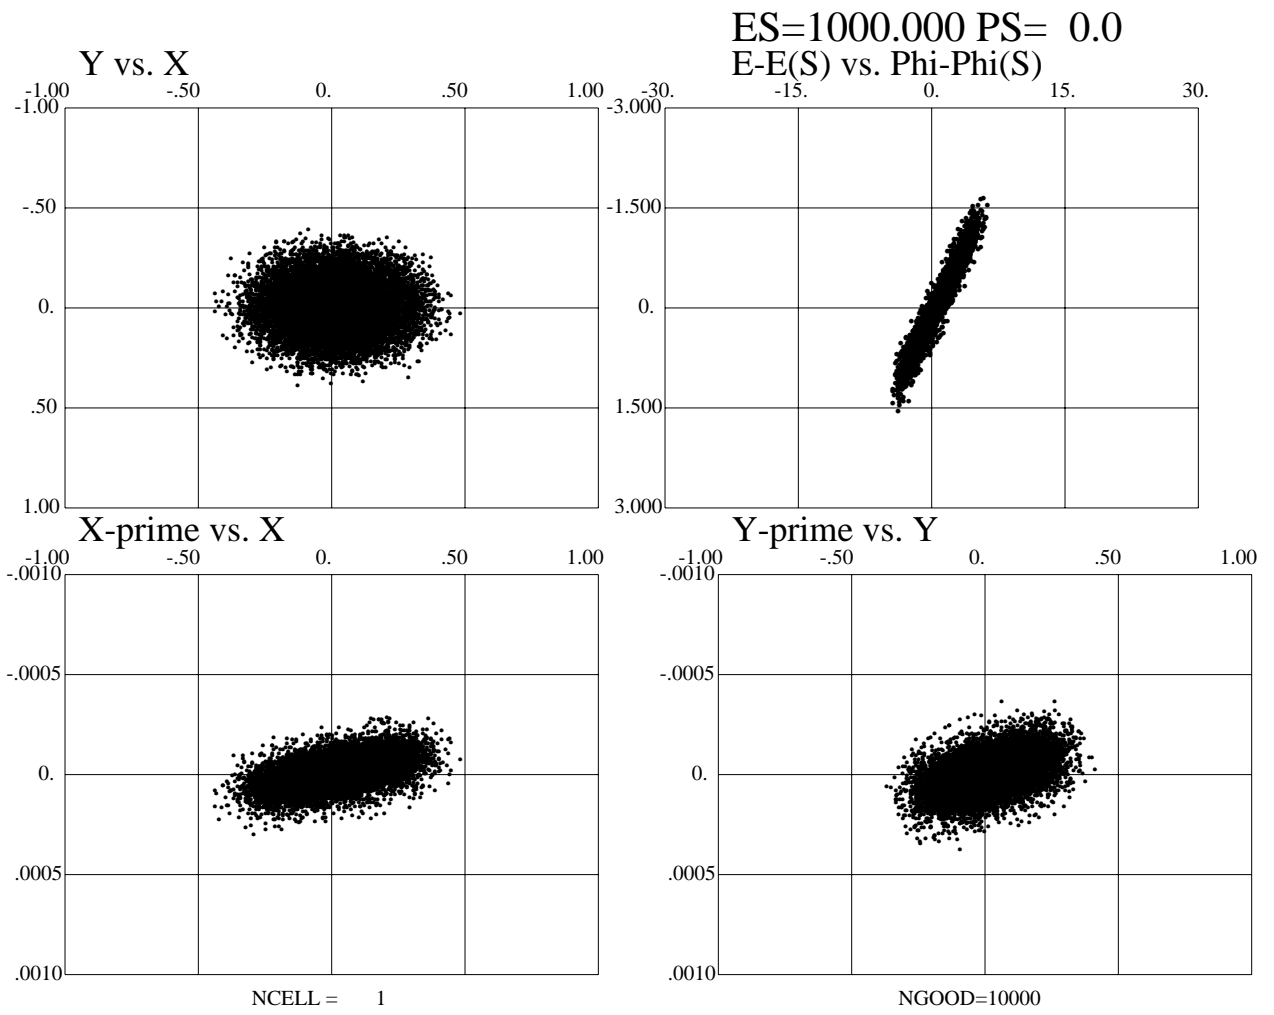 ES=1000.000 PS= 0.0
Y vs. X
E-E(S) vs. Phi-Phi(S)
-1.00 -.50 0. .50 1.00
-30. -15. 0. 15. 30.
-1.00
-3.000
-.50
-1.500
0.
0.
.50
1.500
1.00
3.000
X-prime vs. X
Y-prime vs. Y
-1.00 -.50 0. .50 1.00
-1.00 -.50 0. .50 1.00
-.0010
-.0010
-.0005
-.0005
0.
0.
.0005
.0005
.0010
.0010
NCELL = 1
NGOOD=10000